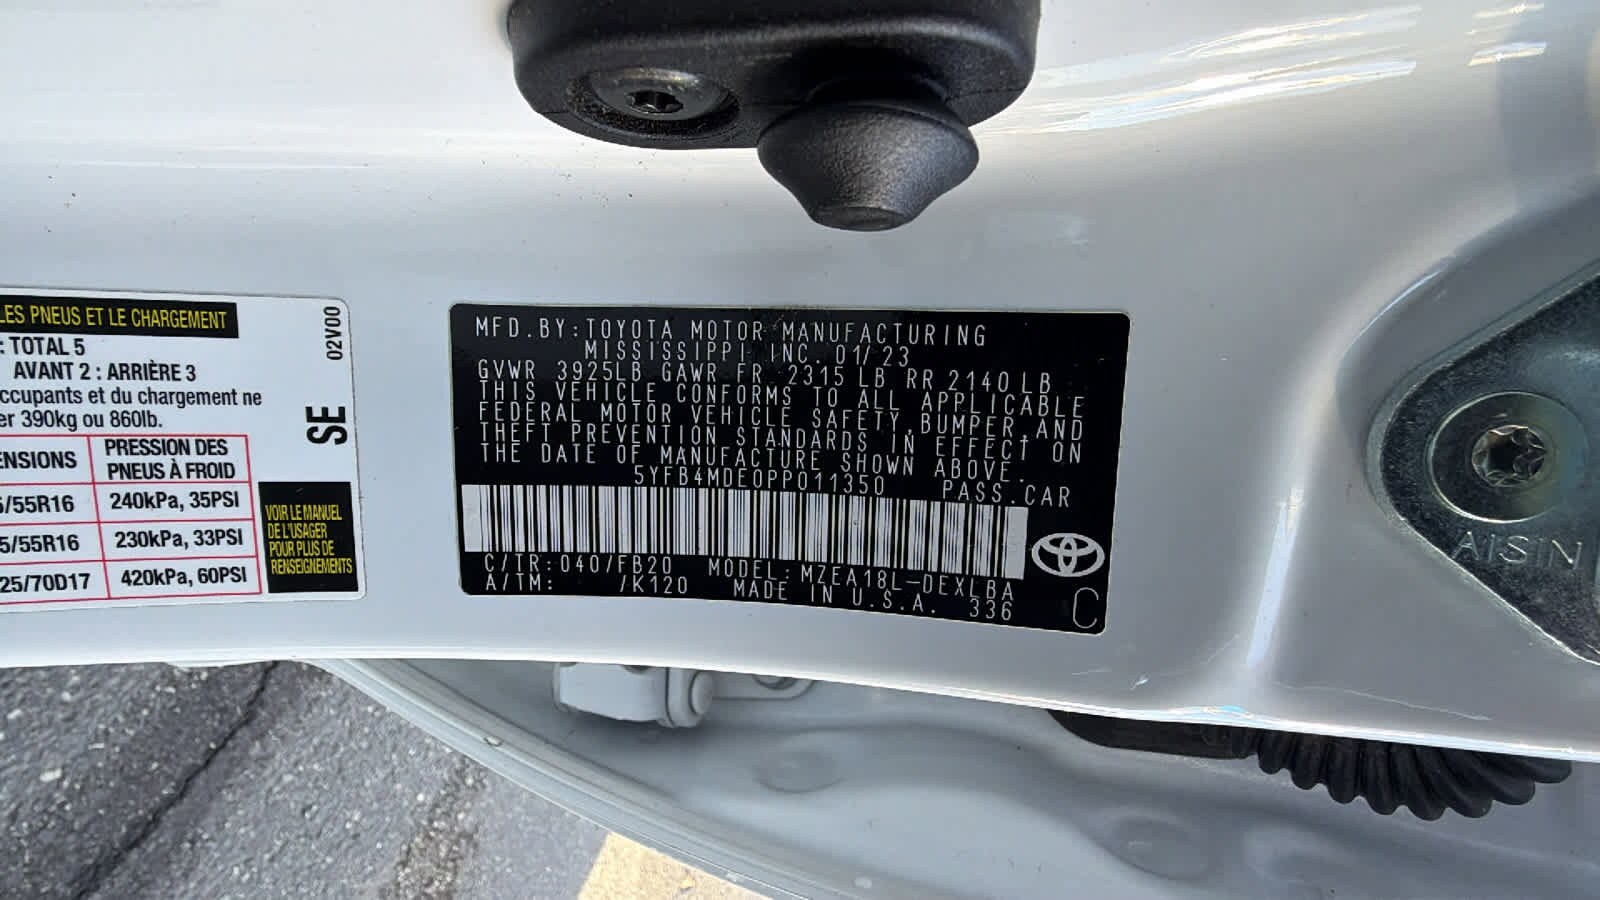 LES PNEUS ET LE CHARGEMENT
: TOTAL 5
AVANT 2 : ARRIÈRE 3
ccupants et du chargement ne
er 390kg ou 860lb.
ENSIONS
PRESSION DES
PNEUS À FROID
/55R16 240kPa, 35PSI
5/55R16 230kPa, 33PSI
25/70D17 420kPa, 60PSI
02V00
SE
VOIR LE MANUEL
DE L'USAGER
POUR PLUS DE
RENSEIGNEMENTS
MFD.BY:TOYOTA MOTOR MANUFACTURING
MISSISSIPPI INC. 01/23
GVWR 3925LB GAWR FR 2315 LB RR 2140 LB
THIS VEHICLE CONFORMS TO ALL APPLICABLE
FEDERAL MOTOR VEHICLE SAFETY,BUMPER,AND
THEFT PREVENTION STANDARDS IN EFFECT ON
THE DATE OF MANUFACTURE SHOWN ABOVE.
5YFB4MDE0PP011350 PASS.CAR
C/TR:040/FB20 MODEL:MZEA18L-DEXLBA
A/TM: /K120 MADE IN U.S.A. 336
C
AISIN